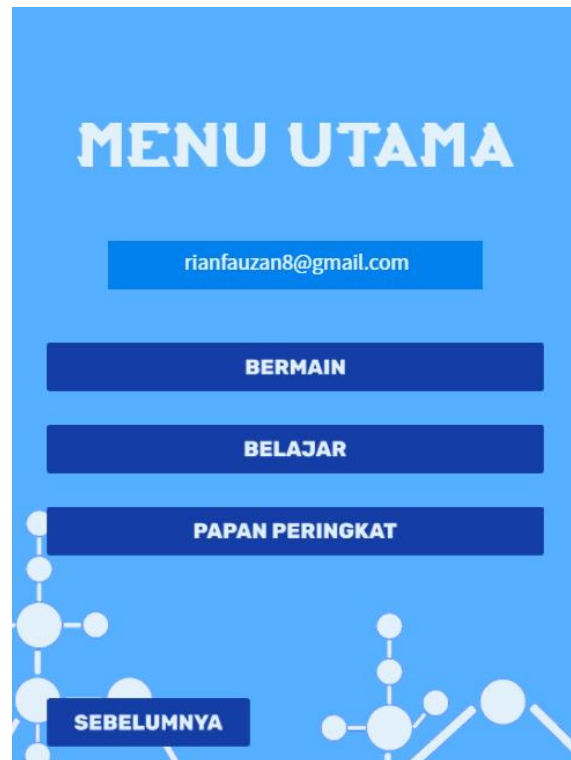 MENU UTAMA
rianfauzan8@gmail.com
BERMAIN
BELAJAR
PAPAN PERINGKAT
SEBELUMNYA